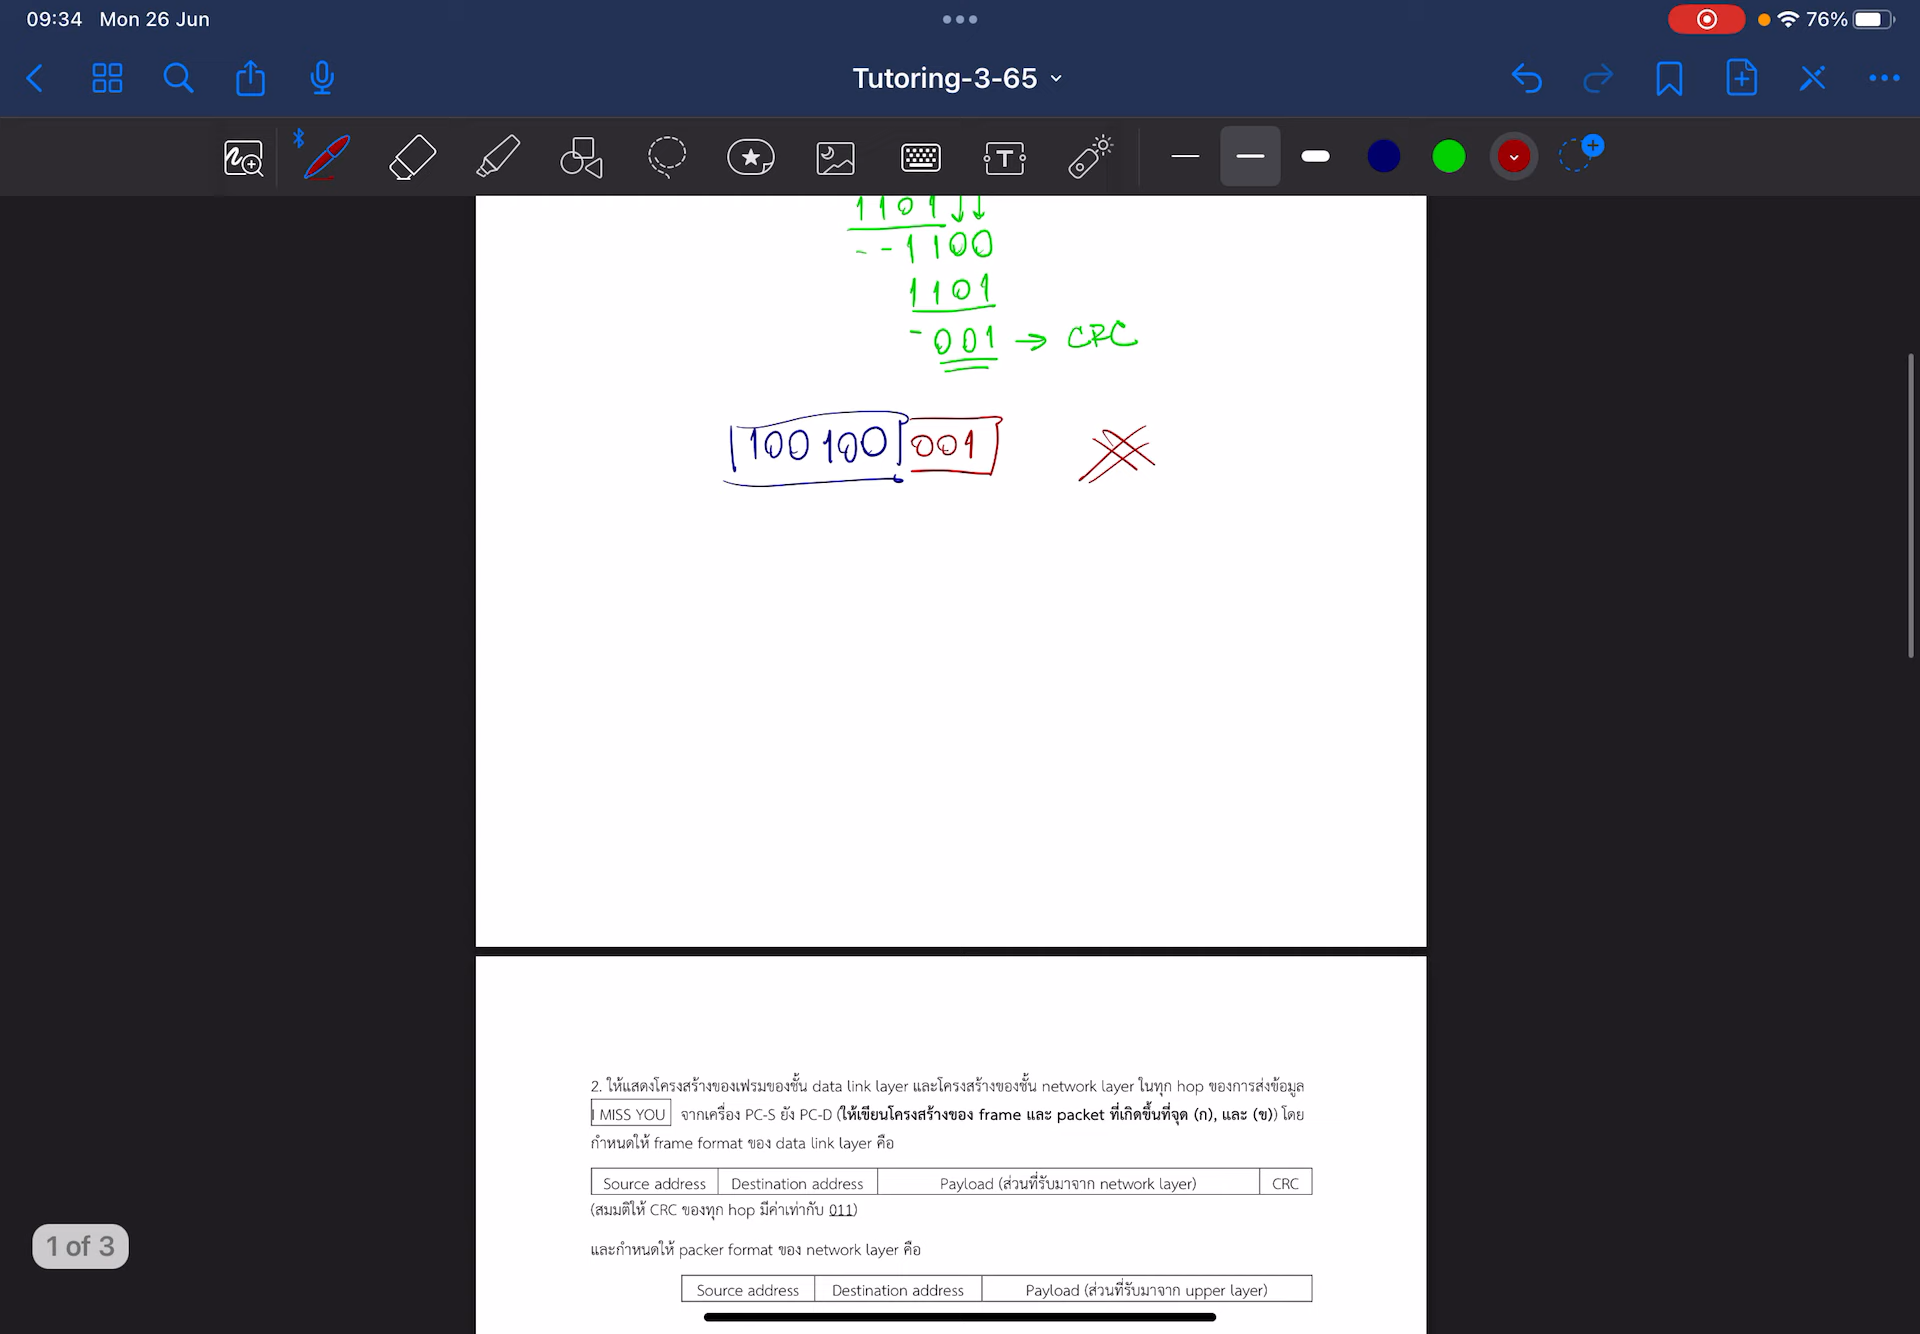 09:34 Mon 26 Jun
76%
Tutoring-3-65
1101
--1100
1101
-001 → CRC
100100 001
2. ให้แสดงโครงสร้างของเฟรมของชั้น data link layer และโครงสร้างของชั้น network layer ในทุก hop ของการส่งข้อมูล
I MISS YOU จากเครื่อง PC-S ยัง PC-D (ให้เขียนโครงสร้างของ frame และ packet ที่เกิดขึ้นที่จุด (ก), และ (ข)) โดย
กำหนดให้ frame format ของ data link layer คือ
Source address Destination address Payload (ส่วนที่รับมาจาก network layer) CRC
(สมมติให้ CRC ของทุก hop มีค่าเท่ากับ 011)
และกำหนดให้ packer format ของ network layer คือ
Source address Destination address Payload (ส่วนที่รับมาจาก upper layer)
1 of 3